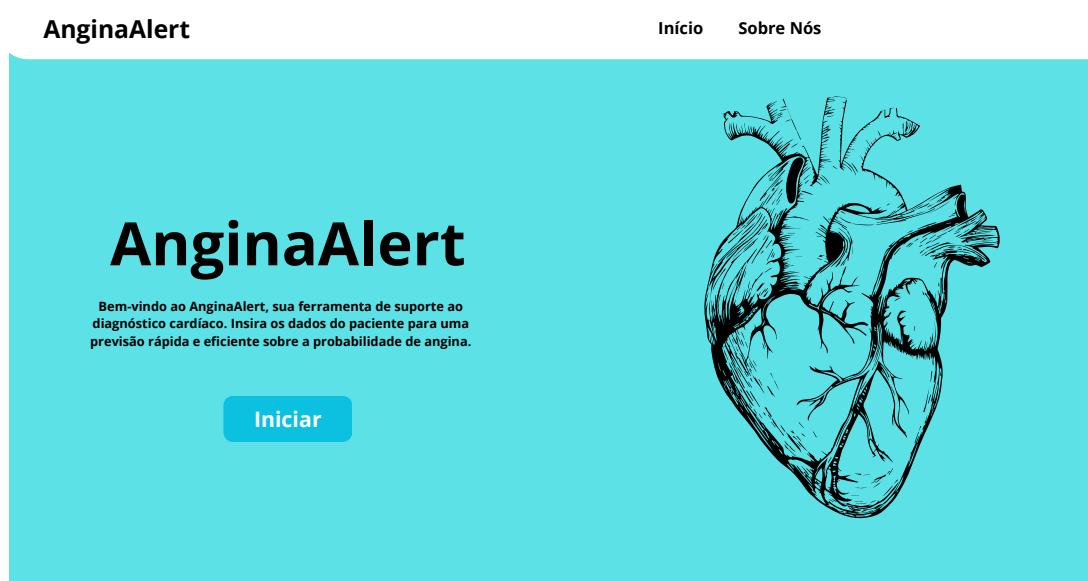 AnginaAlert
Início
Sobre Nós
AnginaAlert
Bem-vindo ao AnginaAlert, sua ferramenta de suporte ao
diagnóstico cardíaco. Insira os dados do paciente para uma
previsão rápida e eficiente sobre a probabilidade de angina.
Iniciar